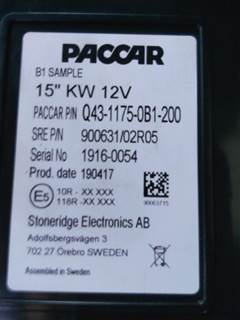 PACCAR
B1 SAMPLE
15" KW 12V
PACCAR P/N Q43-1175-0B1-200
SRE P/N 900631/02R05
Serial No 1916-0054
Prod. date 190417
E5 10R - XX XXX
118R -XX XXX
90063715
Stoneridge Electronics AB
Adolfsbergsvägen 3
702 27 Örebro SWEDEN
Assembled in Sweden